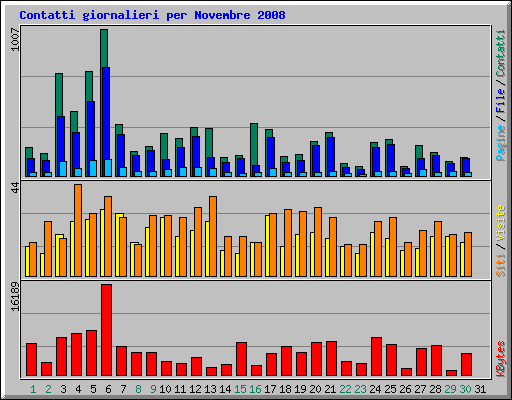 Contatti giornalieri per Novembre 2008
1007
Pagine / File / Contatti
44
Siti / Visite
16189
KBytes
1 2 3 4 5 6 7 8 9 10 11 12 13 14 15 16 17 18 19 20 21 22 23 24 25 26 27 28 29 30 31